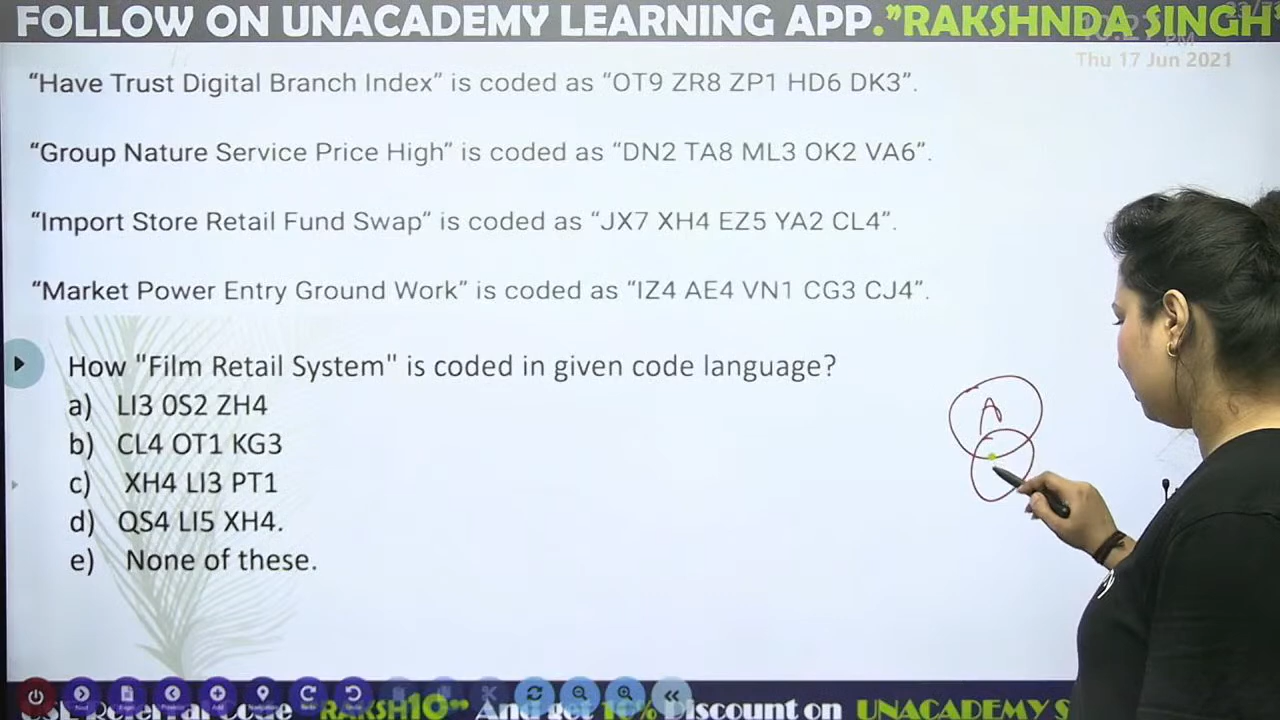 FOLLOW ON UNACADEMY LEARNING APP."RAKSHNDA SINGH"
Thu 17 Jun 2021
“Have Trust Digital Branch Index” is coded as “OT9 ZR8 ZP1 HD6 DK3”.
“Group Nature Service Price High” is coded as “DN2 TA8 ML3 OK2 VA6”.
“Import Store Retail Fund Swap” is coded as “JX7 XH4 EZ5 YA2 CL4”.
“Market Power Entry Ground Work” is coded as “IZ4 AE4 VN1 CG3 CJ4”.
How "Film Retail System" is coded in given code language?
a) LI3 0S2 ZH4
b) CL4 OT1 KG3
c) XH4 LI3 PT1
d) QS4 LI5 XH4.
e) None of these.
A
Use Referral Code "RAKSH10" And get 10% Discount on UNACADEMY